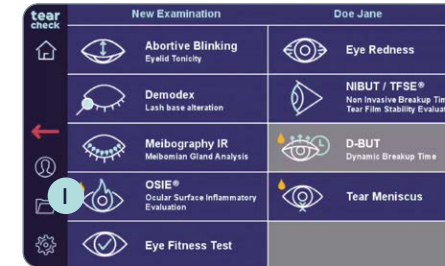 tear
check
New Examination
Doe Jane
Abortive Blinking
Eyelid Tonicity
Eye Redness
Demodex
Lash base alteration
NIBUT / TFSE®
Non Invasive Breakup Tim
Tear Film Stability Evaluat
Meibography IR
Meibomian Gland Analysis
D-BUT
Dynamic Breakup Time
OSIE®
Ocular Surface Inflammatory
Evaluation
Tear Meniscus
I
Eye Fitness Test